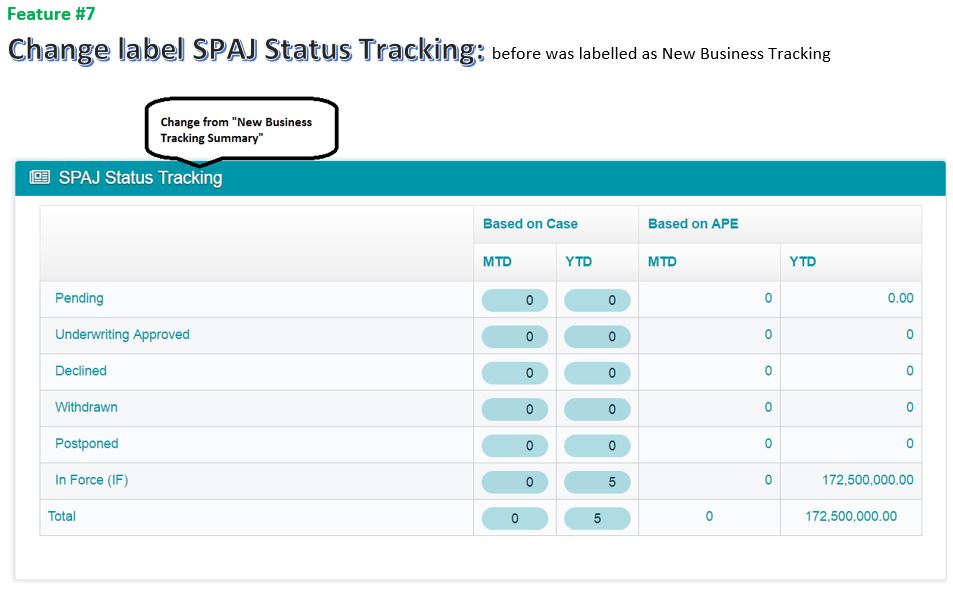 Feature #7
Change label SPAJ Status Tracking: before was labelled as New Business Tracking
Change from "New Business
Tracking Summary"
SPAJ Status Tracking
Based on Case Based on APE
MTD YTD MTD YTD
Pending 0 0 0 0.00
Underwriting Approved 0 0 0 0
Declined 0 0 0 0
Withdrawn 0 0 0 0
Postponed 0 0 0 0
In Force (IF) 0 5 0 172,500,000.00
Total 0 5 0 172,500,000.00